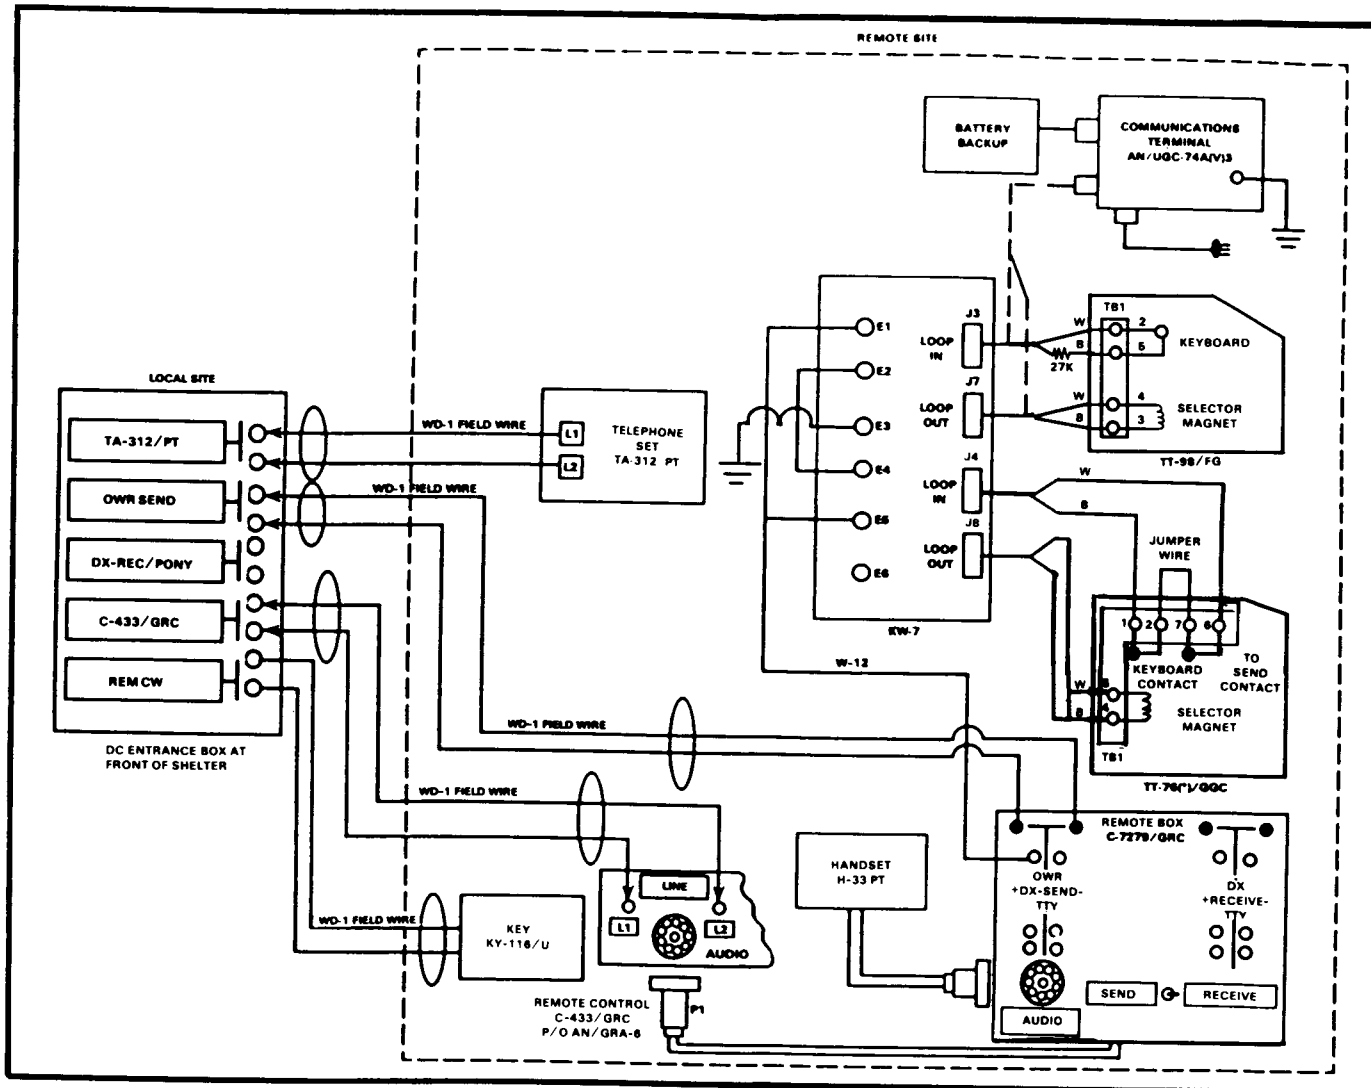 REMOTE SITE
BATTERY
BACKUP
COMMUNICATIONS
TERMINAL
AN/UGC-74A(V)3
LOCAL SITE
TA-312/PT
OWR SEND
DX-REC/PONY
C-433/GRC
REM CW
DC ENTRANCE BOX AT
FRONT OF SHELTER
WD-1 FIELD WIRE
WD-1 FIELD WIRE
L1
L2
TELEPHONE
SET
TA-312 PT
E1
E2
E3
E4
E5
E6
J3
LOOP
IN
J7
LOOP
OUT
J4
LOOP
IN
J8
LOOP
OUT
KW-7
W
B
27K
TB1
2
5
KEYBOARD
W
B
4
3
SELECTOR
MAGNET
TT-98/FG
W
B
JUMPER
WIRE
1
2
7
6
KEYBOARD
CONTACT
TO
SEND
CONTACT
W
B
5
4
SELECTOR
MAGNET
TB1
TT-76(*)/GGC
W-12
WD-1 FIELD WIRE
WD-1 FIELD WIRE
WD-1 FIELD WIRE
KEY
KY-116/U
LINE
L1
L2
AUDIO
REMOTE CONTROL
C-433/GRC
P/O AN/GRA-6
P1
HANDSET
H-33 PT
REMOTE BOX
C-7279/GRC
OWR
+DX-SEND-
TTY
DX
+RECEIVE-
TTY
SEND
RECEIVE
AUDIO